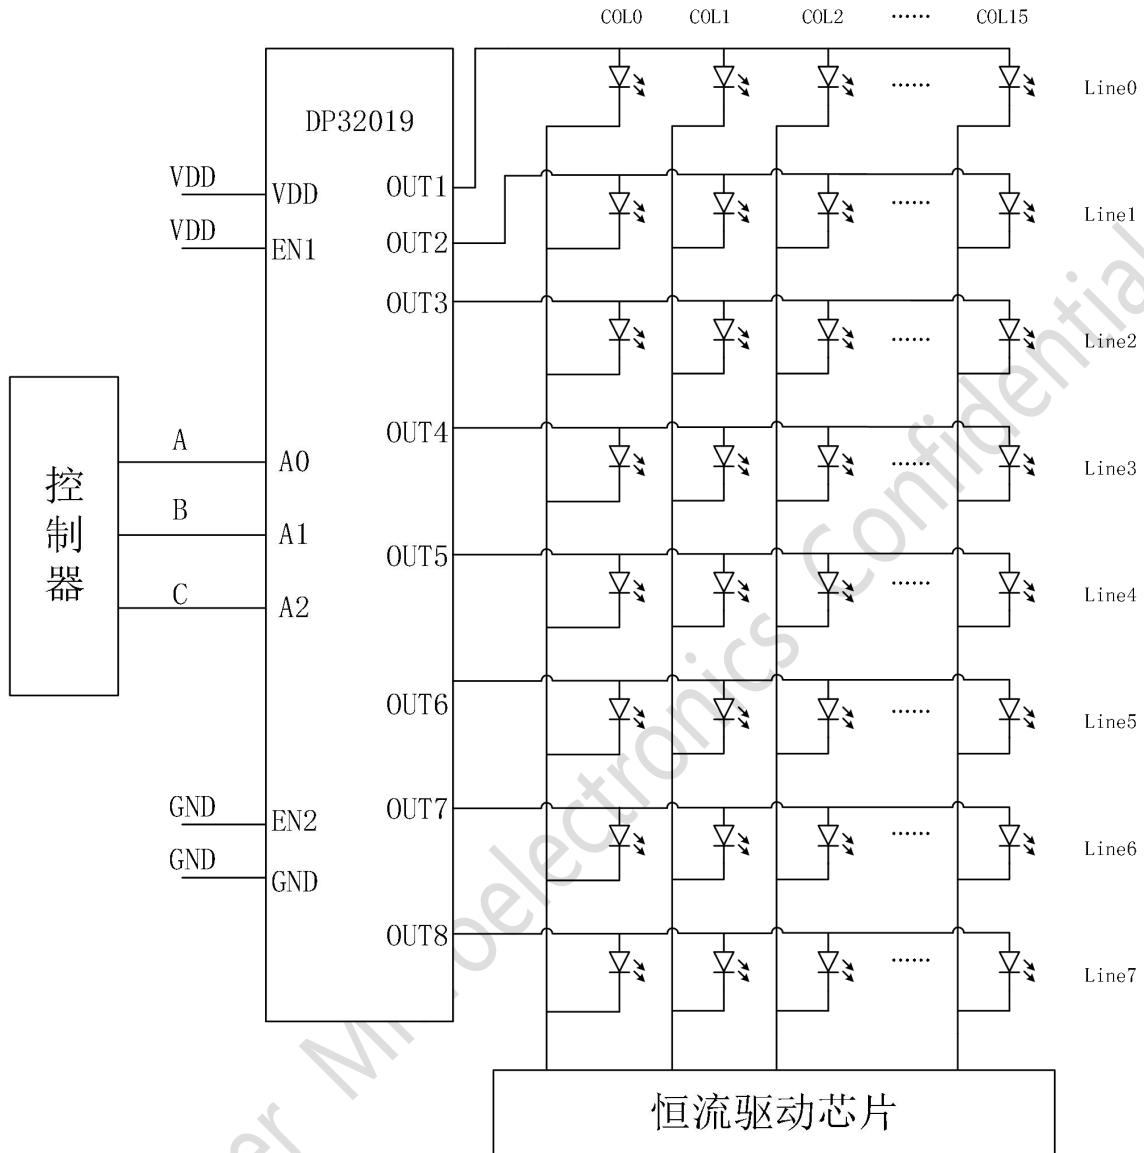 COL0 COL1 COL2 ...... COL15
...... Line0
DP32019
VDD VDD OUT1
...... Line1
VDD EN1 OUT2
OUT3
...... Line2
OUT4
A A0
...... Line3
控制器
B A1
OUT5
...... Line4
C A2
OUT6
...... Line5
GND EN2 OUT7
...... Line6
GND GND
OUT8
...... Line7
恒流驱动芯片
Electronics Confidential